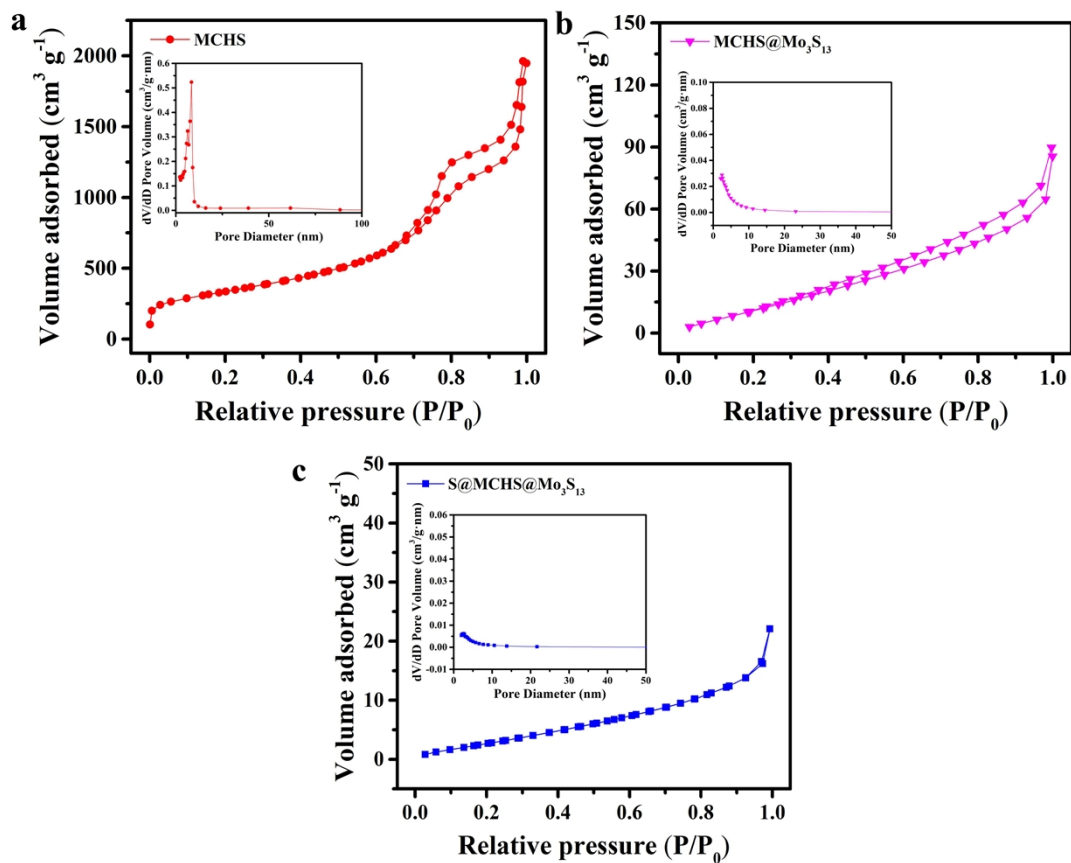 a
MCHS
Volume adsorbed (cm³ g⁻¹)
2000
1500
1000
500
0
0.0 0.2 0.4 0.6 0.8 1.0
Relative pressure (P/P₀)
dV/dD Pore Volume (cm³/g·nm)
0.6
0.5
0.4
0.3
0.2
0.1
0.0
0 50 100
Pore Diameter (nm)
b
MCHS@Mo₃S₁₃
Volume adsorbed (cm³ g⁻¹)
150
120
90
60
30
0
0.0 0.2 0.4 0.6 0.8 1.0
Relative pressure (P/P₀)
dV/dD Pore Volume (cm³/g·nm)
0.10
0.08
0.06
0.04
0.02
0.00
0 10 20 30 40 50
Pore Diameter (nm)
c
S@MCHS@Mo₃S₁₃
Volume adsorbed (cm³ g⁻¹)
50
40
30
20
10
0
0.0 0.2 0.4 0.6 0.8 1.0
Relative pressure (P/P₀)
dV/dD Pore Volume (cm³/g·nm)
0.06
0.05
0.04
0.03
0.02
0.01
0.00
-0.01
0 10 20 30 40 50
Pore Diameter (nm)